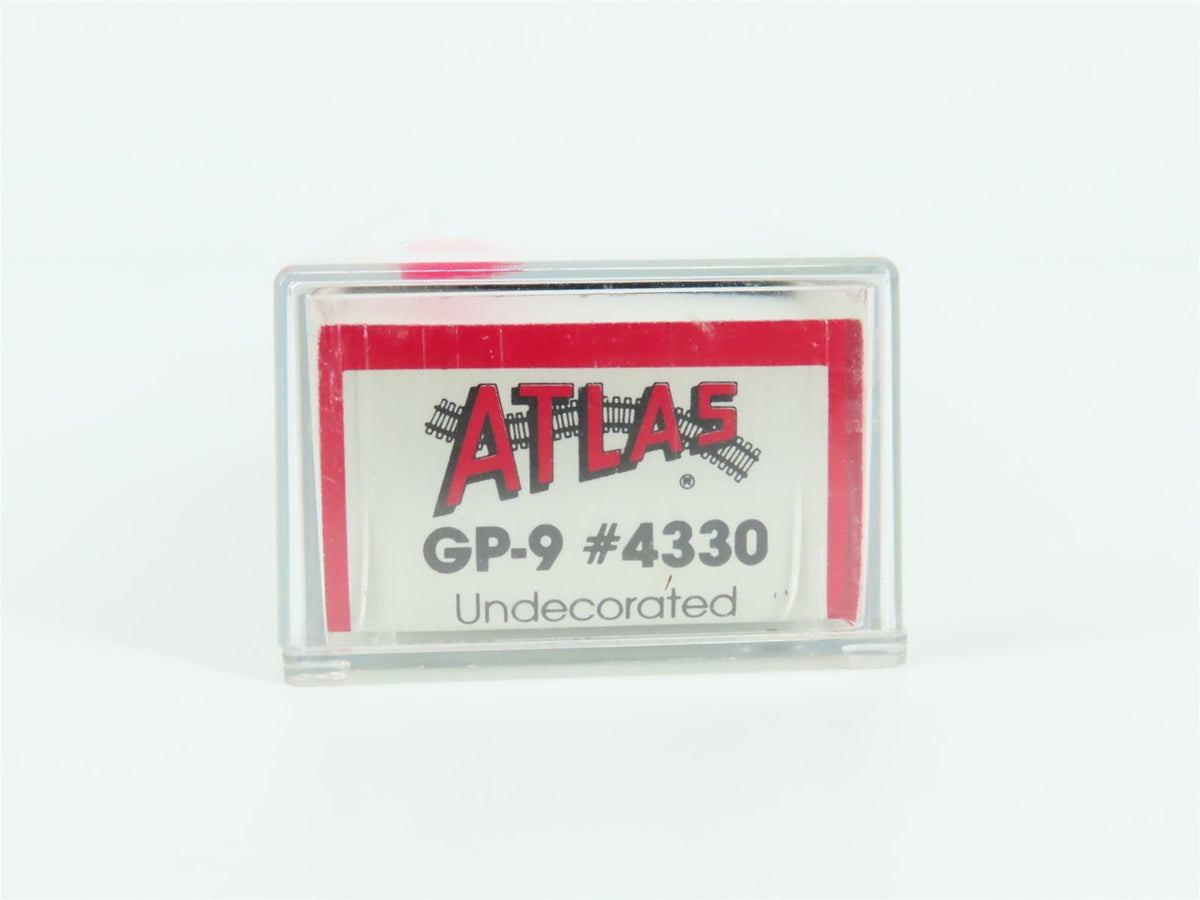 ATLAS
®
GP-9 #4330
Undecorated